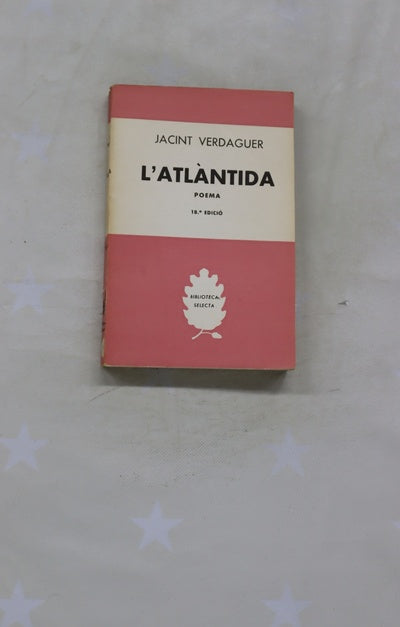 JACINT VERDAGUER
L'ATLÀNTIDA
POEMA
18.ª EDICIÓ
BIBLIOTECA
SELECTA